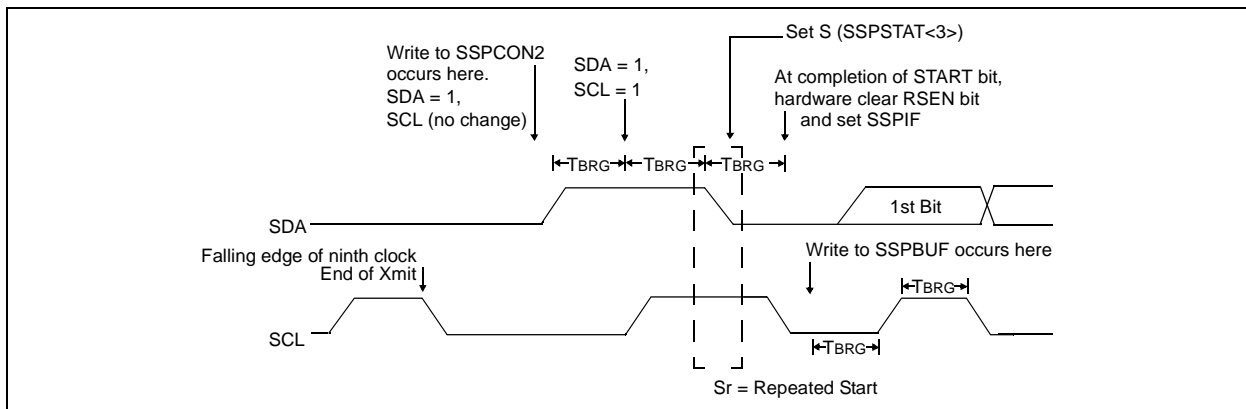 Set S (SSPSTAT<3>)
Write to SSPCON2
occurs here.
SDA = 1,
SCL (no change)
SDA = 1,
SCL = 1
At completion of START bit,
hardware clear RSEN bit
and set SSPIF
TBRG
TBRG
TBRG
SDA
1st Bit
Falling edge of ninth clock
End of Xmit
Write to SSPBUF occurs here
TBRG
SCL
TBRG
Sr = Repeated Start